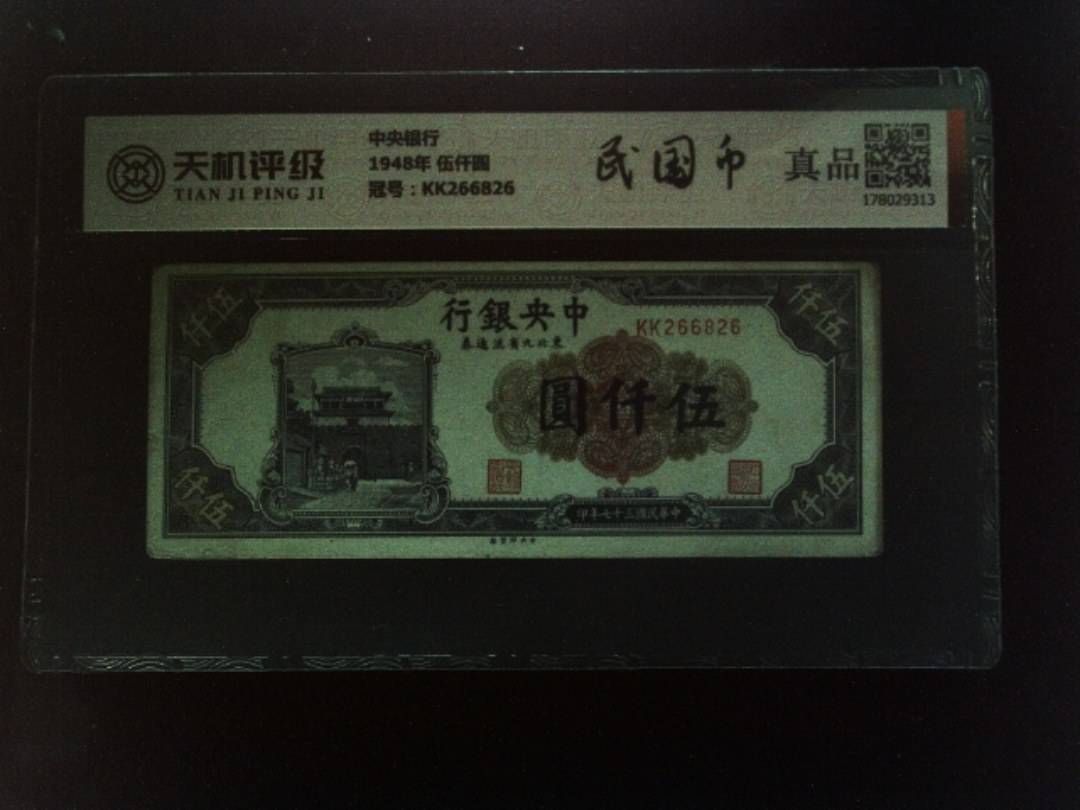 天机评级
TIAN JI PING JI
中央银行
1948年 伍仟圆
冠号：KK266826
民国币
真品
178029313
伍仟
伍仟
中央銀行
KK266826
東北九省流通券
伍仟圓
伍仟
伍仟
中華民國三十七年印